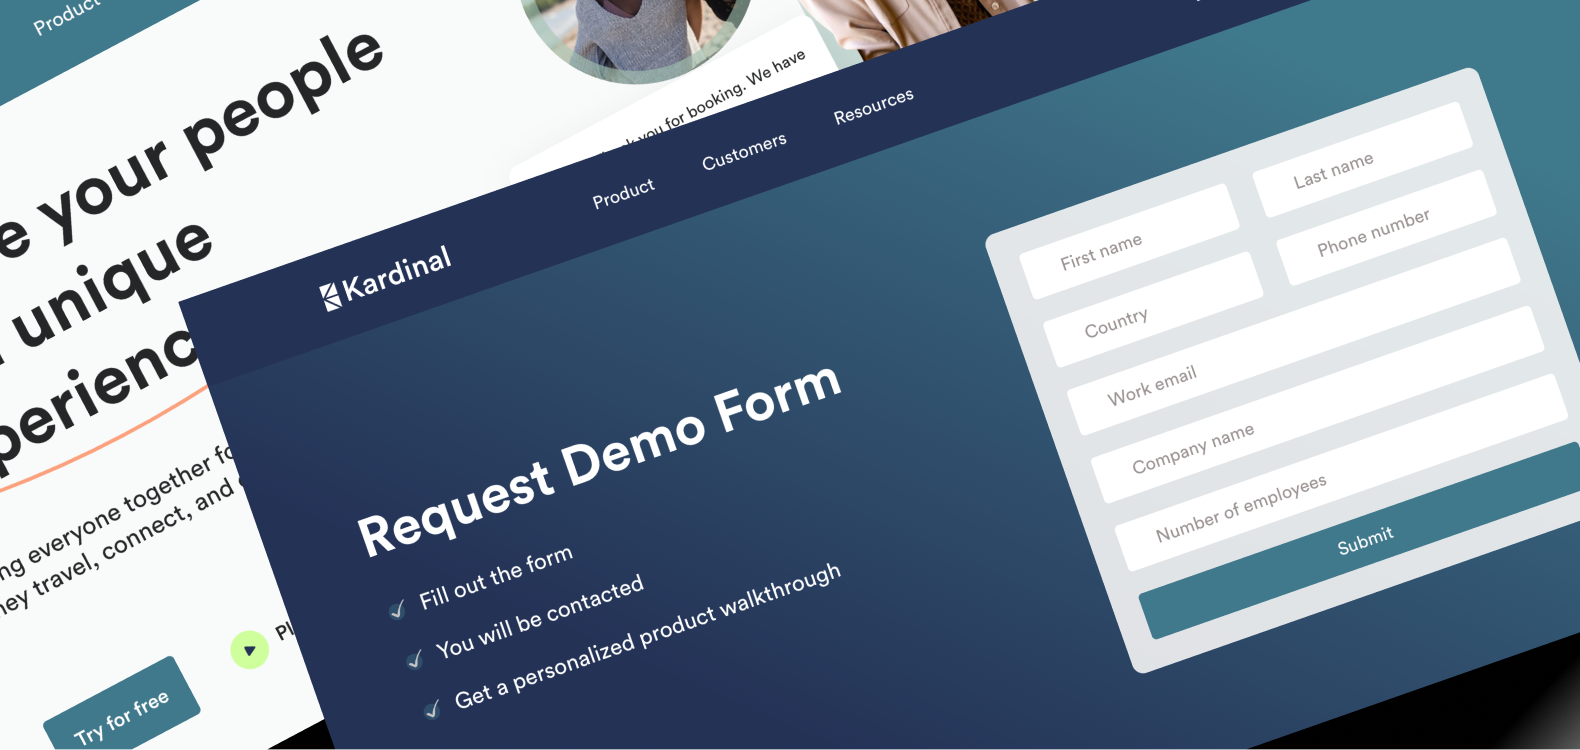 Product
e your people
unique
perienc
ng everyone together fo
ey travel, connect, and
Try for free
you for booking. We have
Product
Customers
Resources
Kardinal
Request Demo Form
Fill out the form
You will be contacted
Get a personalized product walkthrough
First name
Last name
Country
Phone number
Work email
Company name
Number of employees
Submit